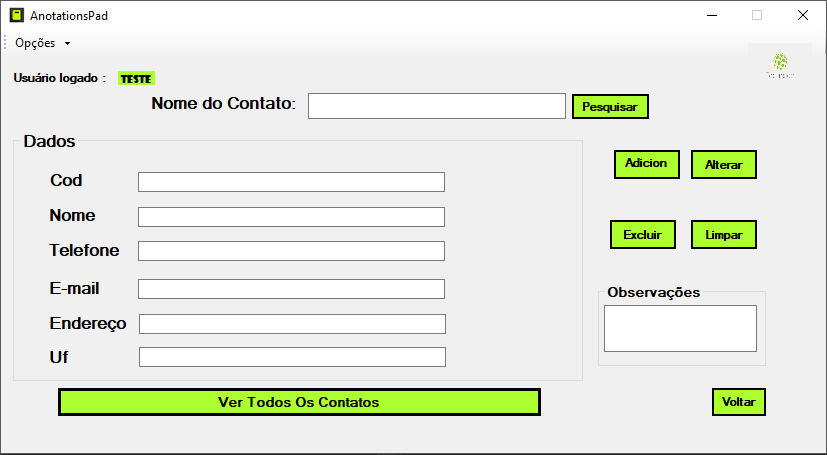 AnotationsPad
Opções
Usuário logado : TESTE
Nome do Contato: Pesquisar
Dados
Adicion Alterar
Cod
Nome
Excluir Limpar
Telefone
E-mail
Observações
Endereço
Uf
Ver Todos Os Contatos Voltar